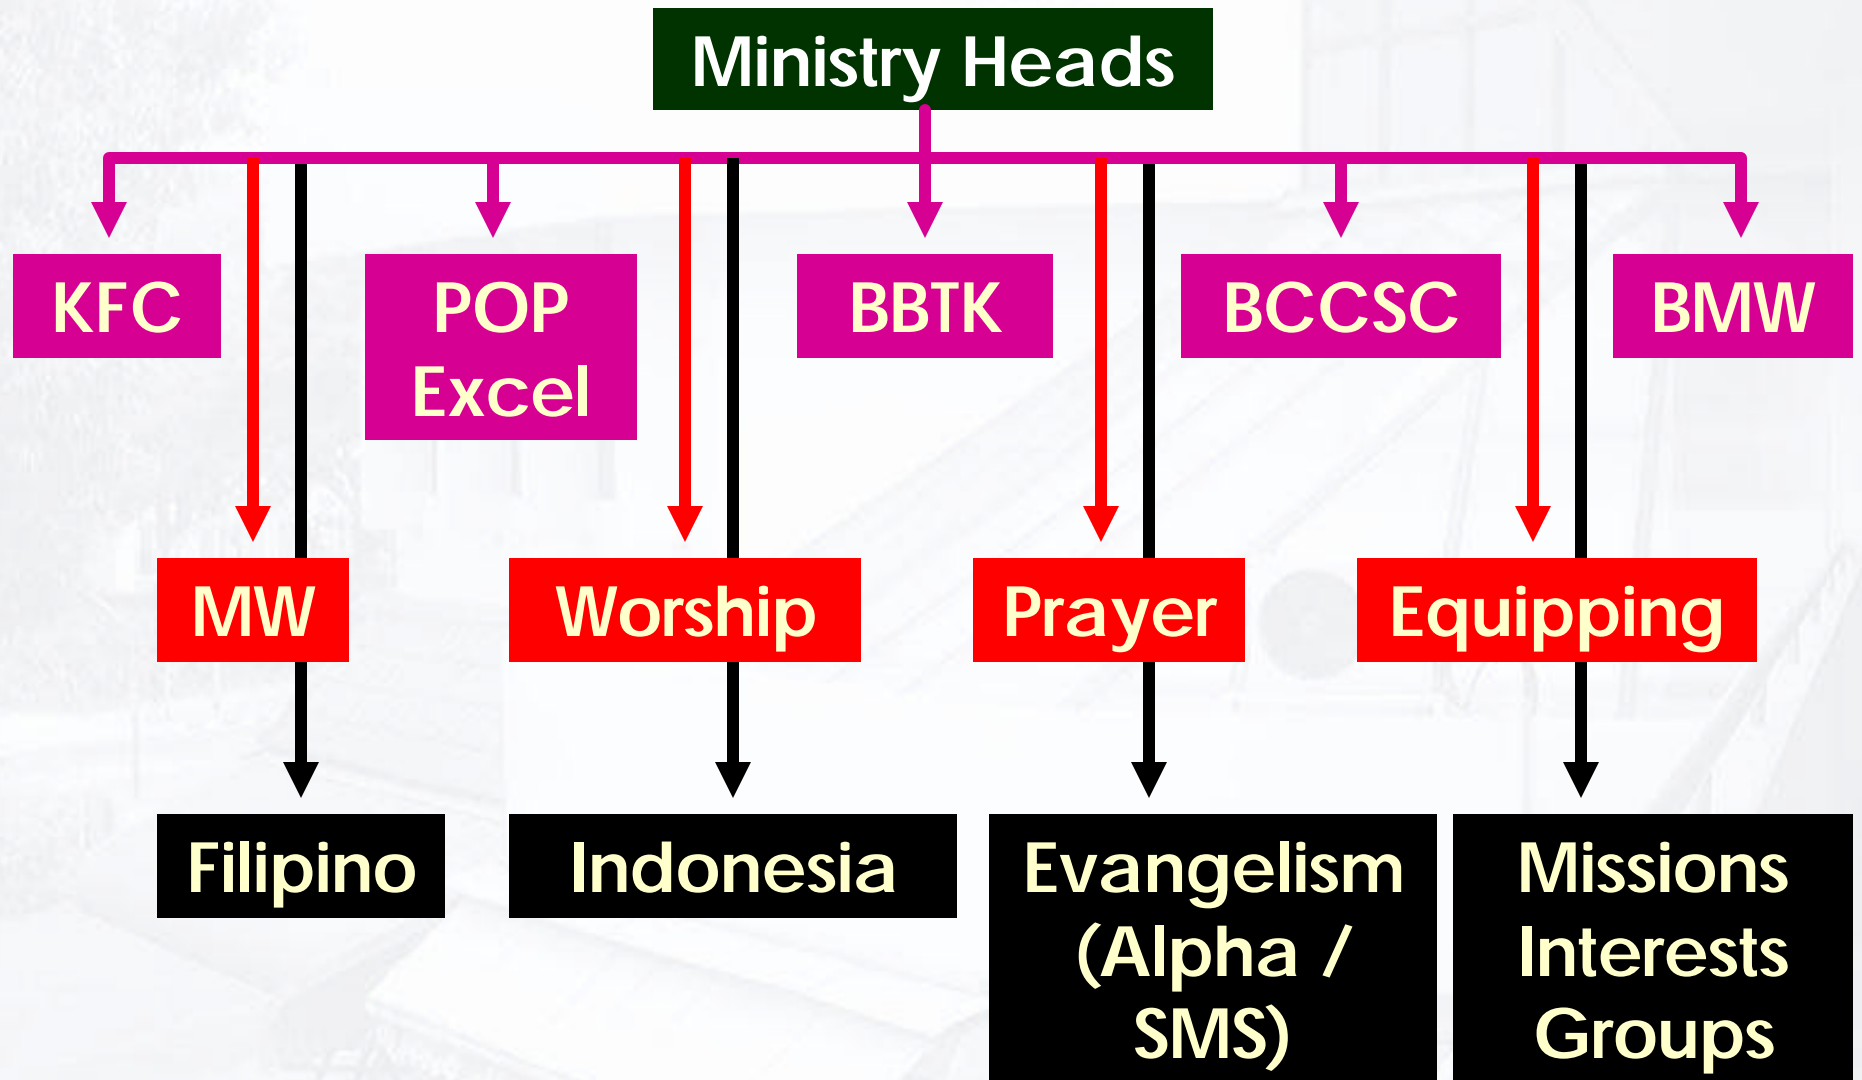 Ministry Heads
KFC
POP
Excel
BBTK
BCCSC
BMW
MW
Worship
Prayer
Equipping
Filipino
Indonesia
Evangelism
(Alpha /
SMS)
Missions
Interests
Groups